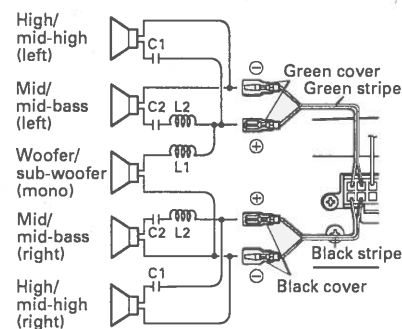 High/
mid-high
(left)
C1
Mid/
mid-bass
(left)
C2 L2
Woofer/
sub-woofer
(mono)
L1
Mid/
mid-bass
(right)
C2 L2
High/
mid-high
(right)
C1
⊖
Green cover
Green stripe
⊕
⊕
Black stripe
⊖
Black cover